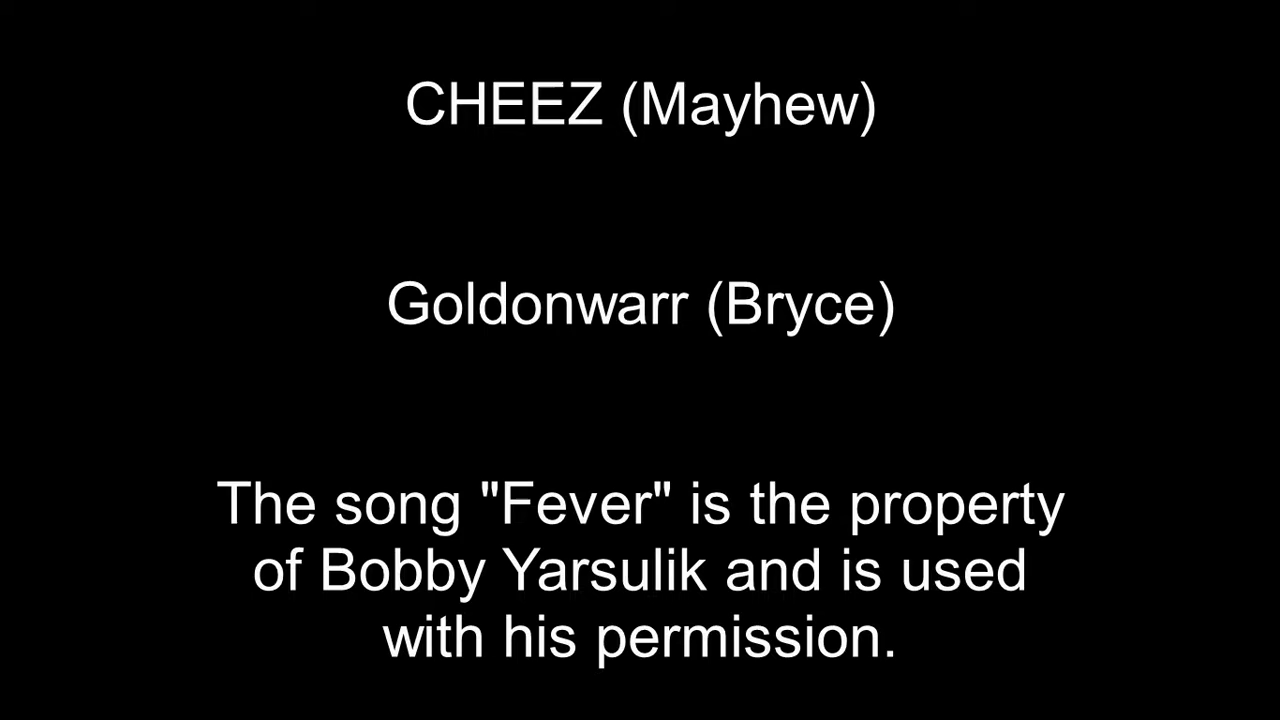 CHEEZ (Mayhew)
Goldonwarr (Bryce)
The song "Fever" is the property
of Bobby Yarsulik and is used
with his permission.